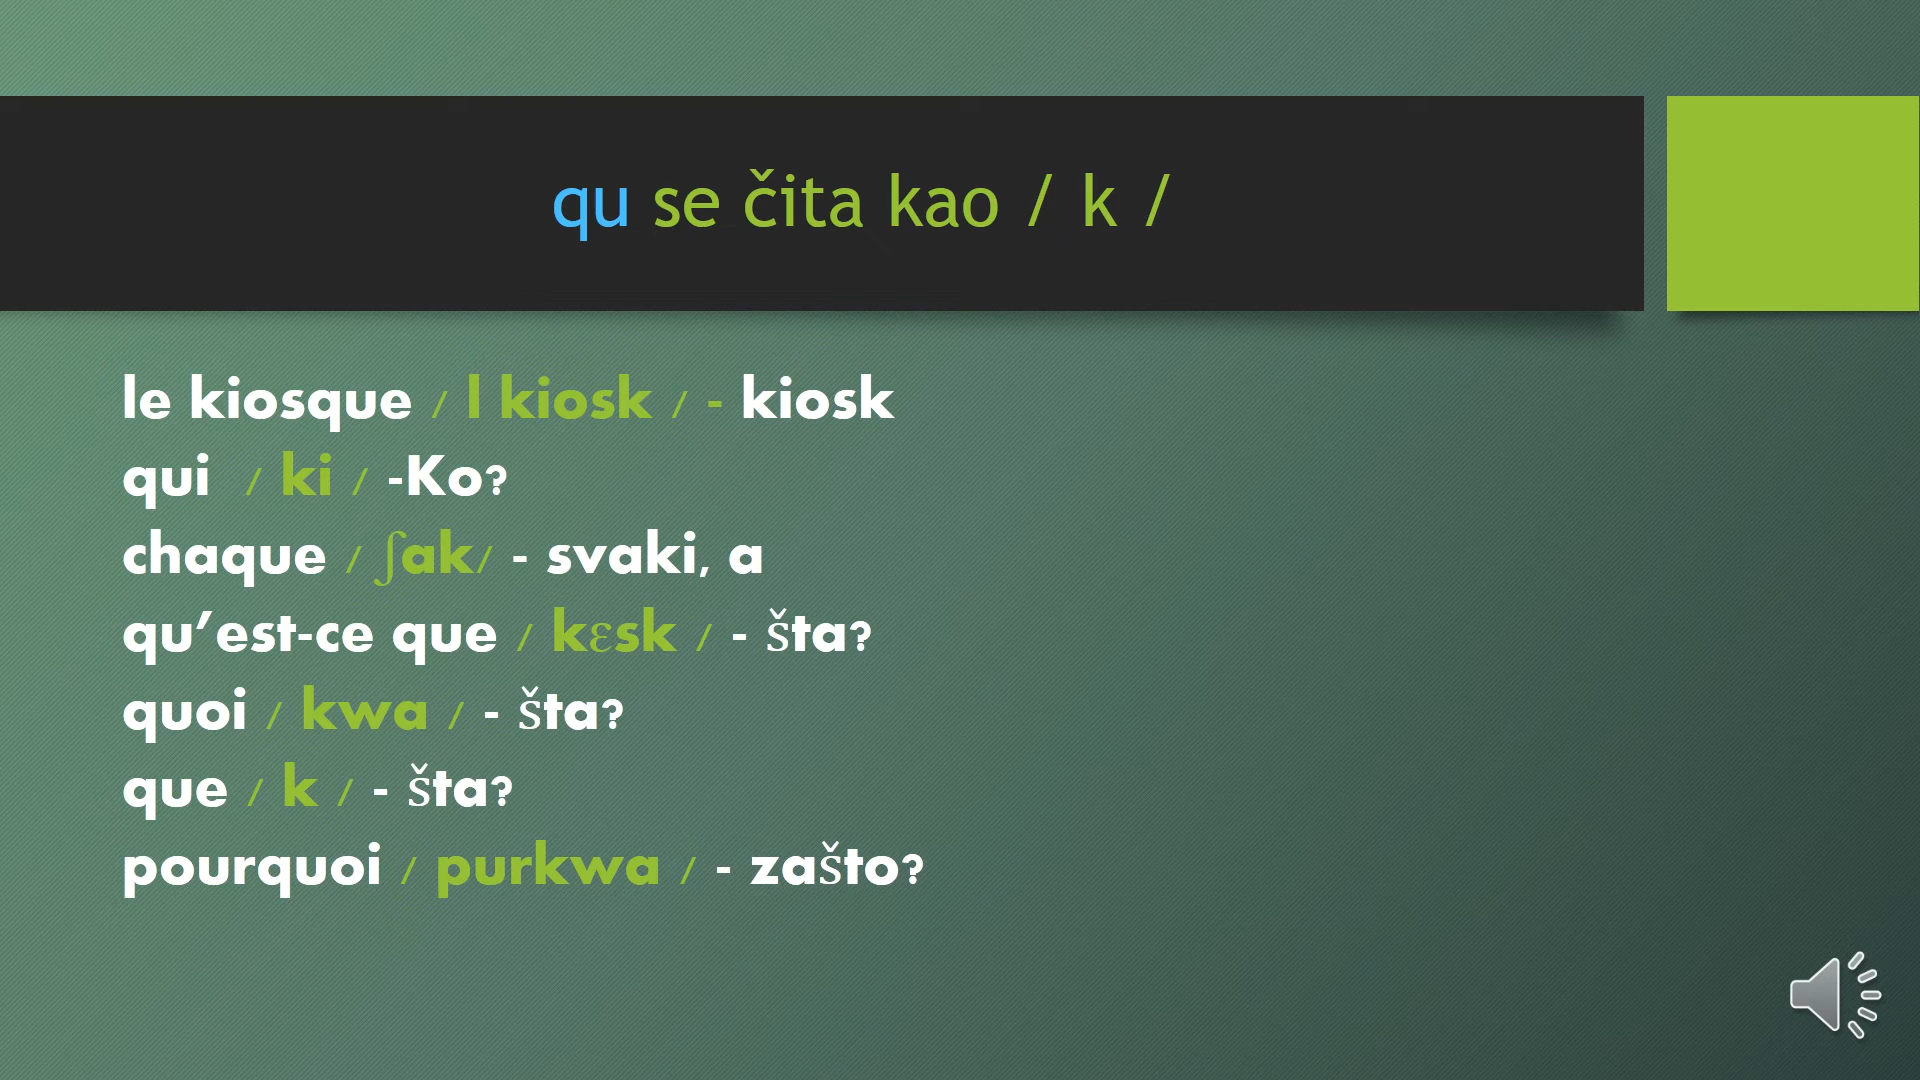 qu se čita kao / k /
le kiosque / l kiosk / - kiosk
qui / ki / -Ko?
chaque / ʃak/ - svaki, a
qu’est-ce que / kɛsk / - šta?
quoi / kwa / - šta?
que / k / - šta?
pourquoi / purkwa / - zašto?